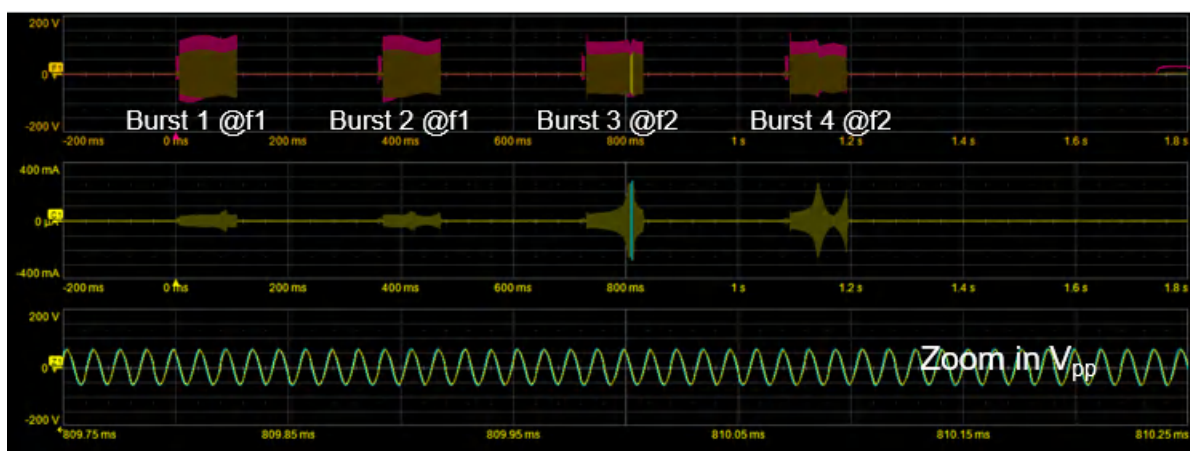 200 V
F1
0
-200 V
Burst 1 @f1 Burst 2 @f1 Burst 3 @f2 Burst 4 @f2
-200 ms 0 ms 200 ms 400 ms 600 ms 800 ms 1 s 1.2 s 1.4 s 1.6 s 1.8 s
400 mA
0 µA
-400 mA
-200 ms 0 ms 200 ms 400 ms 600 ms 800 ms 1 s 1.2 s 1.4 s 1.6 s 1.8 s
200 V
0
Zoom in Vpp
-200 V
809.75 ms 809.85 ms 809.95 ms 810.05 ms 810.15 ms 810.25 ms